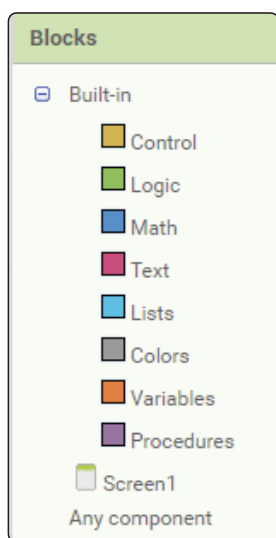 Blocks
Built-in
Control
Logic
Math
Text
Lists
Colors
Variables
Procedures
Screen1
Any component